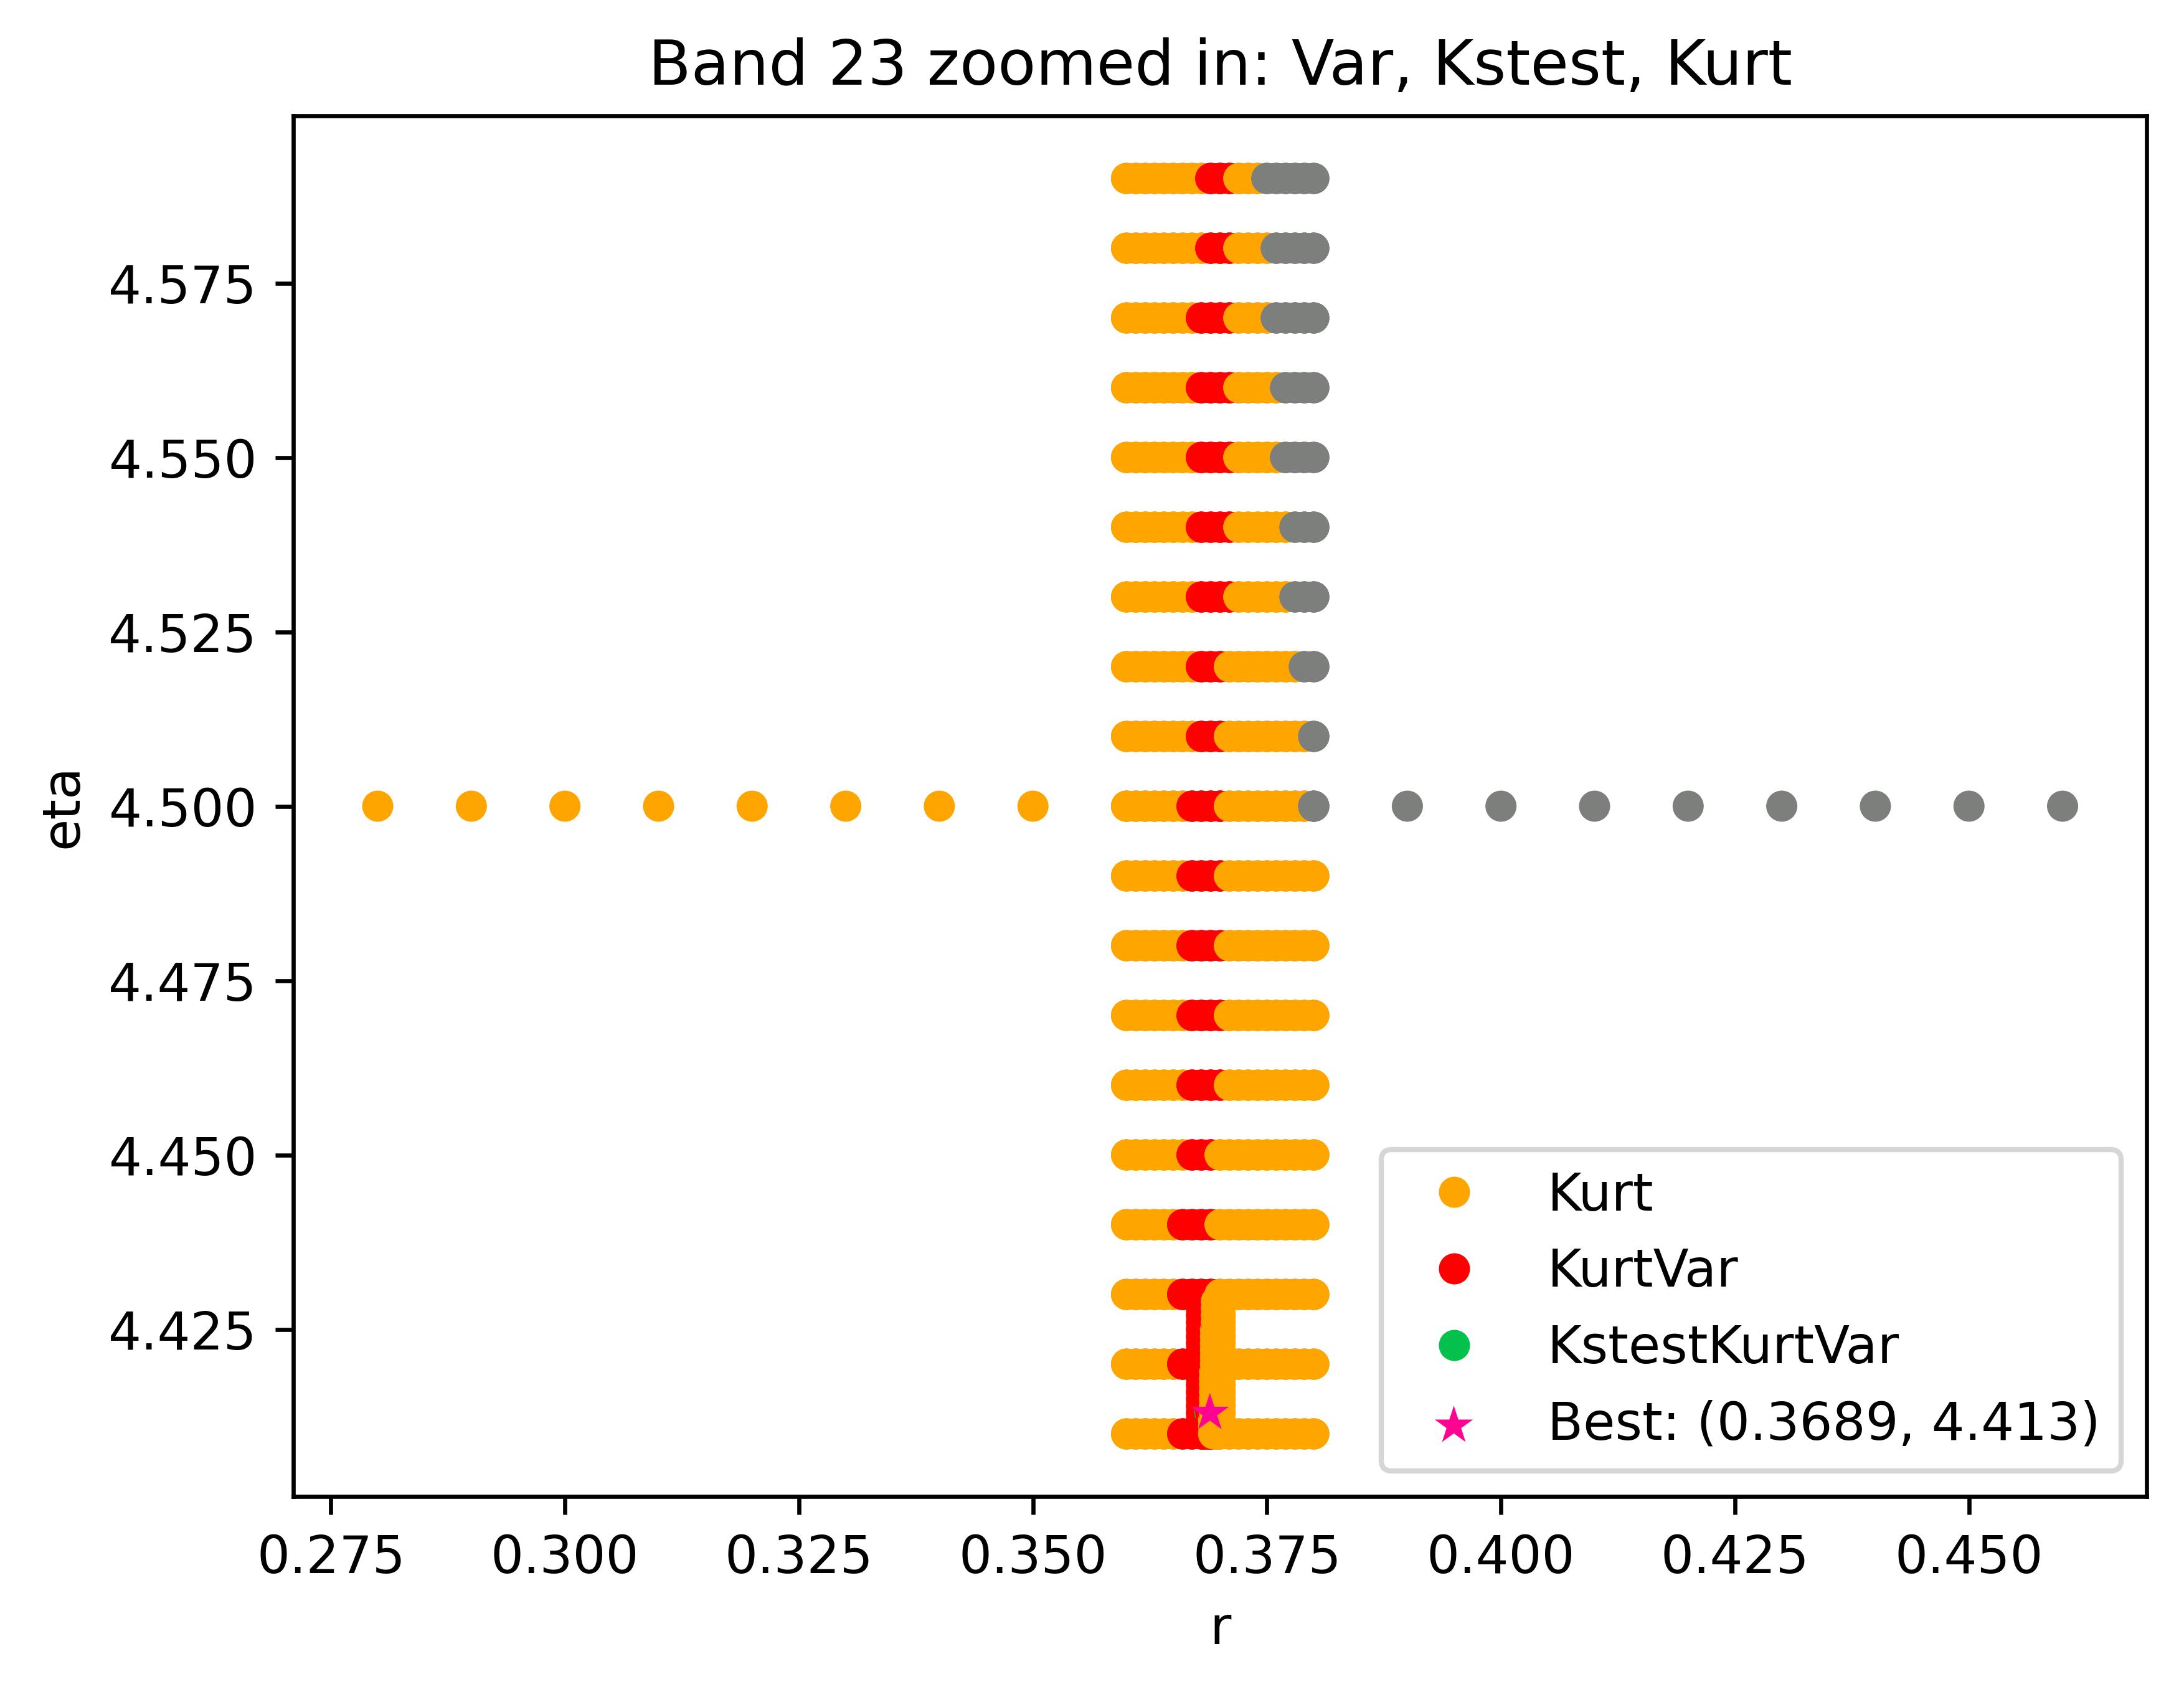 Band 23 zoomed in: Var, Kstest, Kurt
eta
4.575
4.550
4.525
4.500
4.475
4.450
4.425
Kurt
KurtVar
KstestKurtVar
Best: (0.3689, 4.413)
0.275 0.300 0.325 0.350 0.375 0.400 0.425 0.450
r